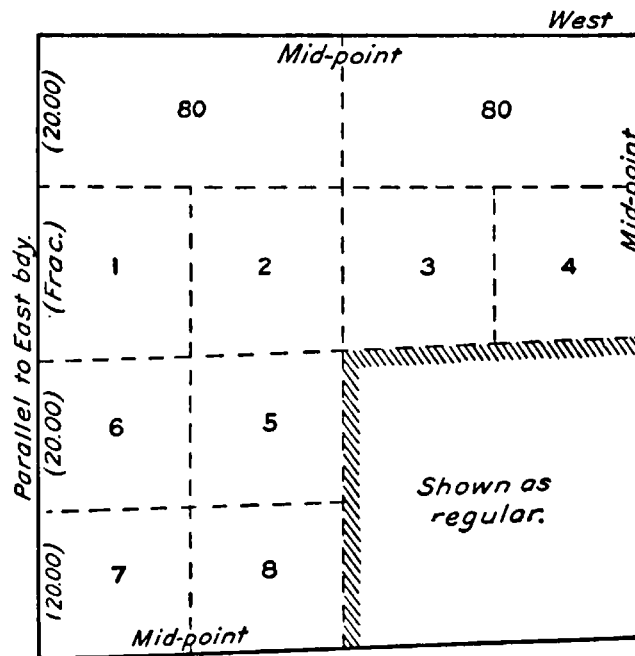 West
Mid-point
(20.00)
80
80
Mid-point
Parallel to East bdy.
(Frac.)
1
2
3
4
(20.00)
6
5
Shown as
regular.
(20.00)
7
8
Mid-point